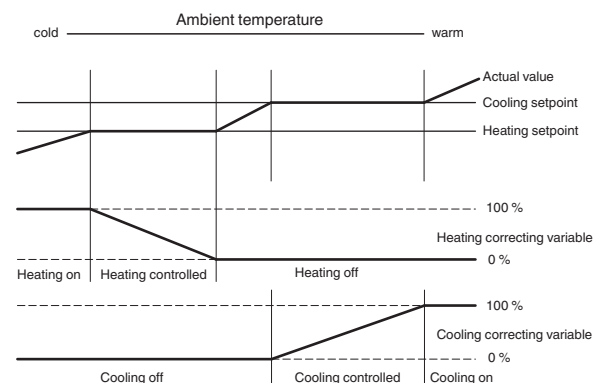 Ambient temperature
cold
warm
Actual value
Cooling setpoint
Heating setpoint
100 %
Heating correcting variable
0 %
Heating on
Heating controlled
Heating off
100 %
Cooling correcting variable
0 %
Cooling off
Cooling controlled
Cooling on